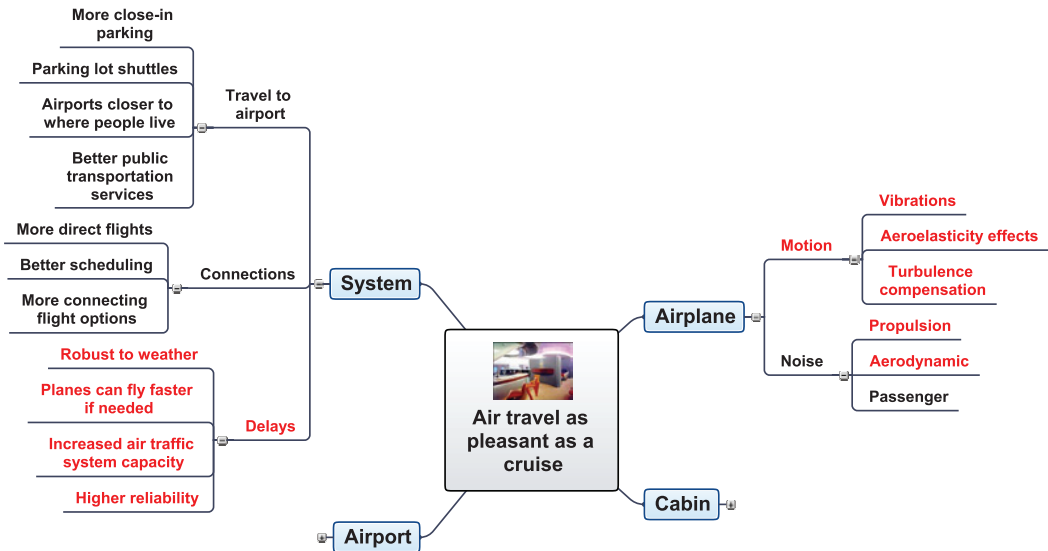 More close-in
parking
Parking lot shuttles
Airports closer to
where people live
Better public
transportation
services
Travel to
airport
More direct flights
Better scheduling
More connecting
flight options
Connections
Robust to weather
Planes can fly faster
if needed
Increased air traffic
system capacity
Higher reliability
Delays
System
Airport
Air travel as
pleasant as a
cruise
Airplane
Motion
Vibrations
Aeroelasticity effects
Turbulence
compensation
Noise
Propulsion
Aerodynamic
Passenger
Cabin